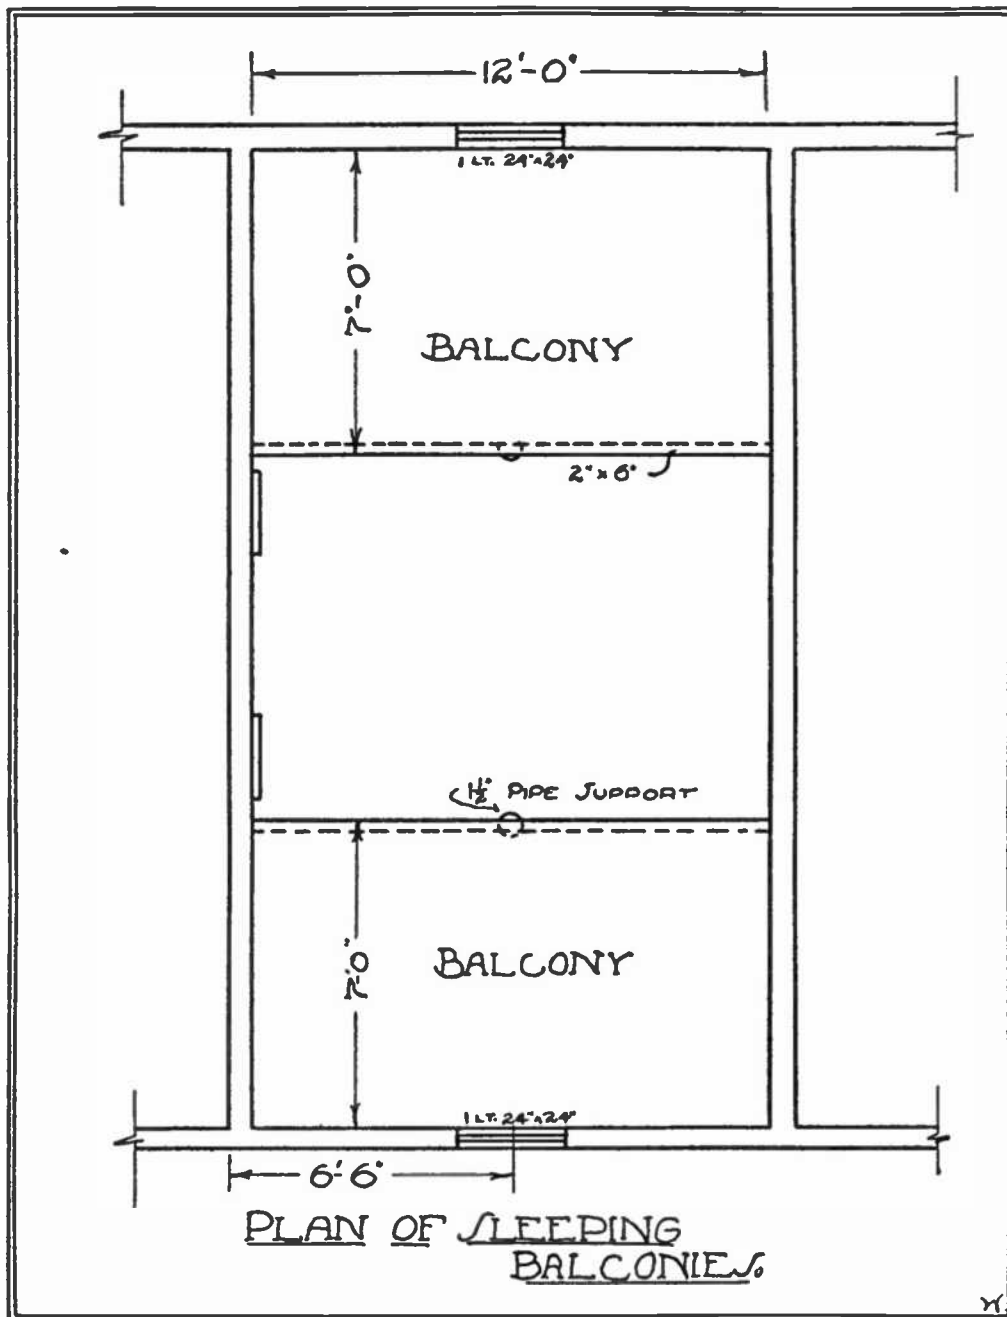 12'-0"
1 LT. 24"x24"
7'-0"
BALCONY
2" x 6"
1½" PIPE SUPPORT
7'-0"
BALCONY
1 LT. 24"x24"
6'-6"
PLAN OF SLEEPING
BALCONIES.